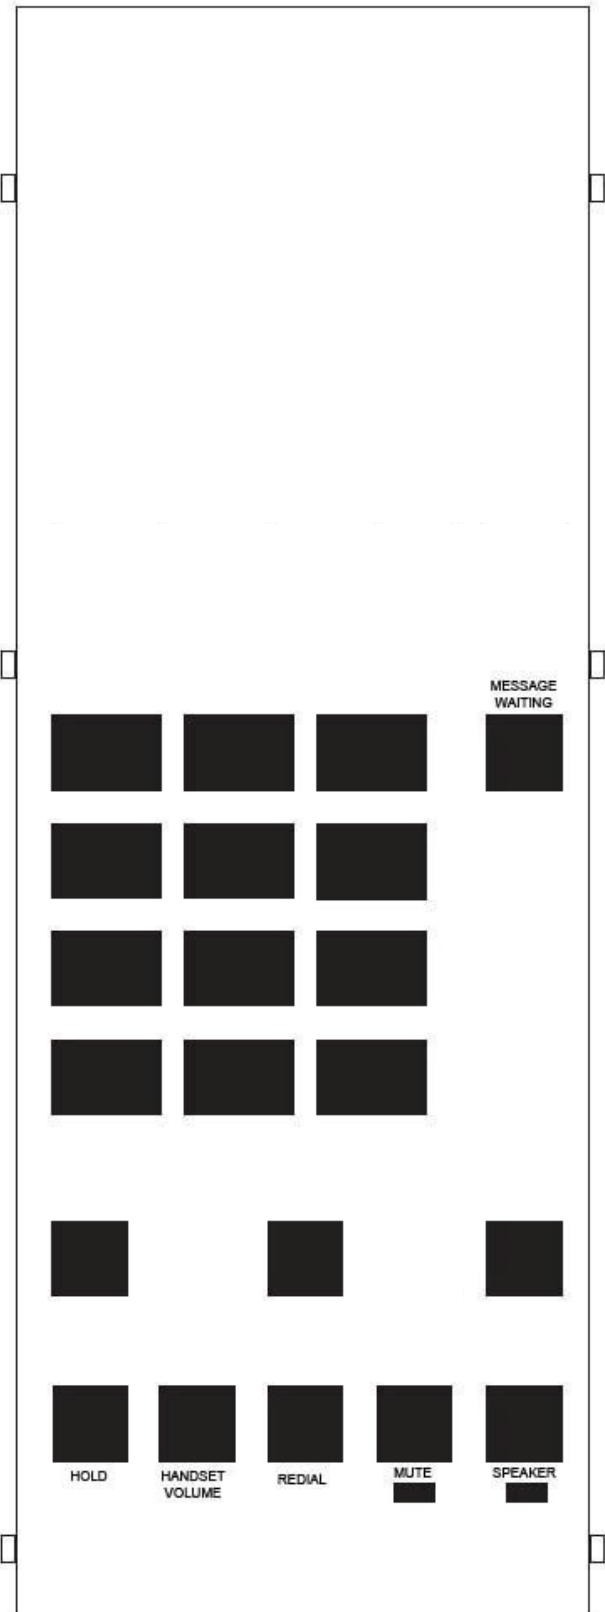 MESSAGE
WAITING
HOLD
HANDSET
VOLUME
REDIAL
MUTE
SPEAKER